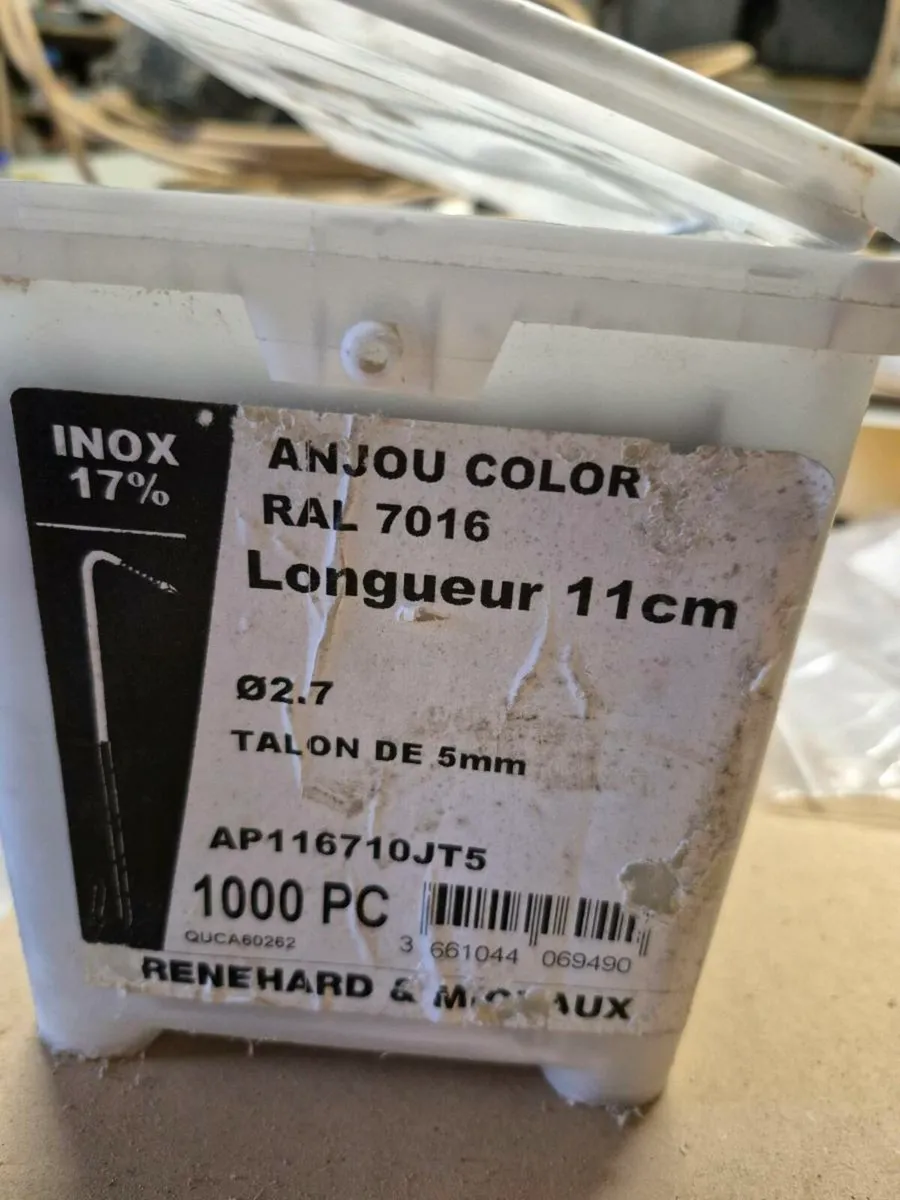 INOX
17%
ANJOU COLOR
RAL 7016
Longueur 11cm
Ø2.7
TALON DE 5mm
AP116710JT5
1000 PC
QUCA60262
3 661044 069490
RENEHARD &